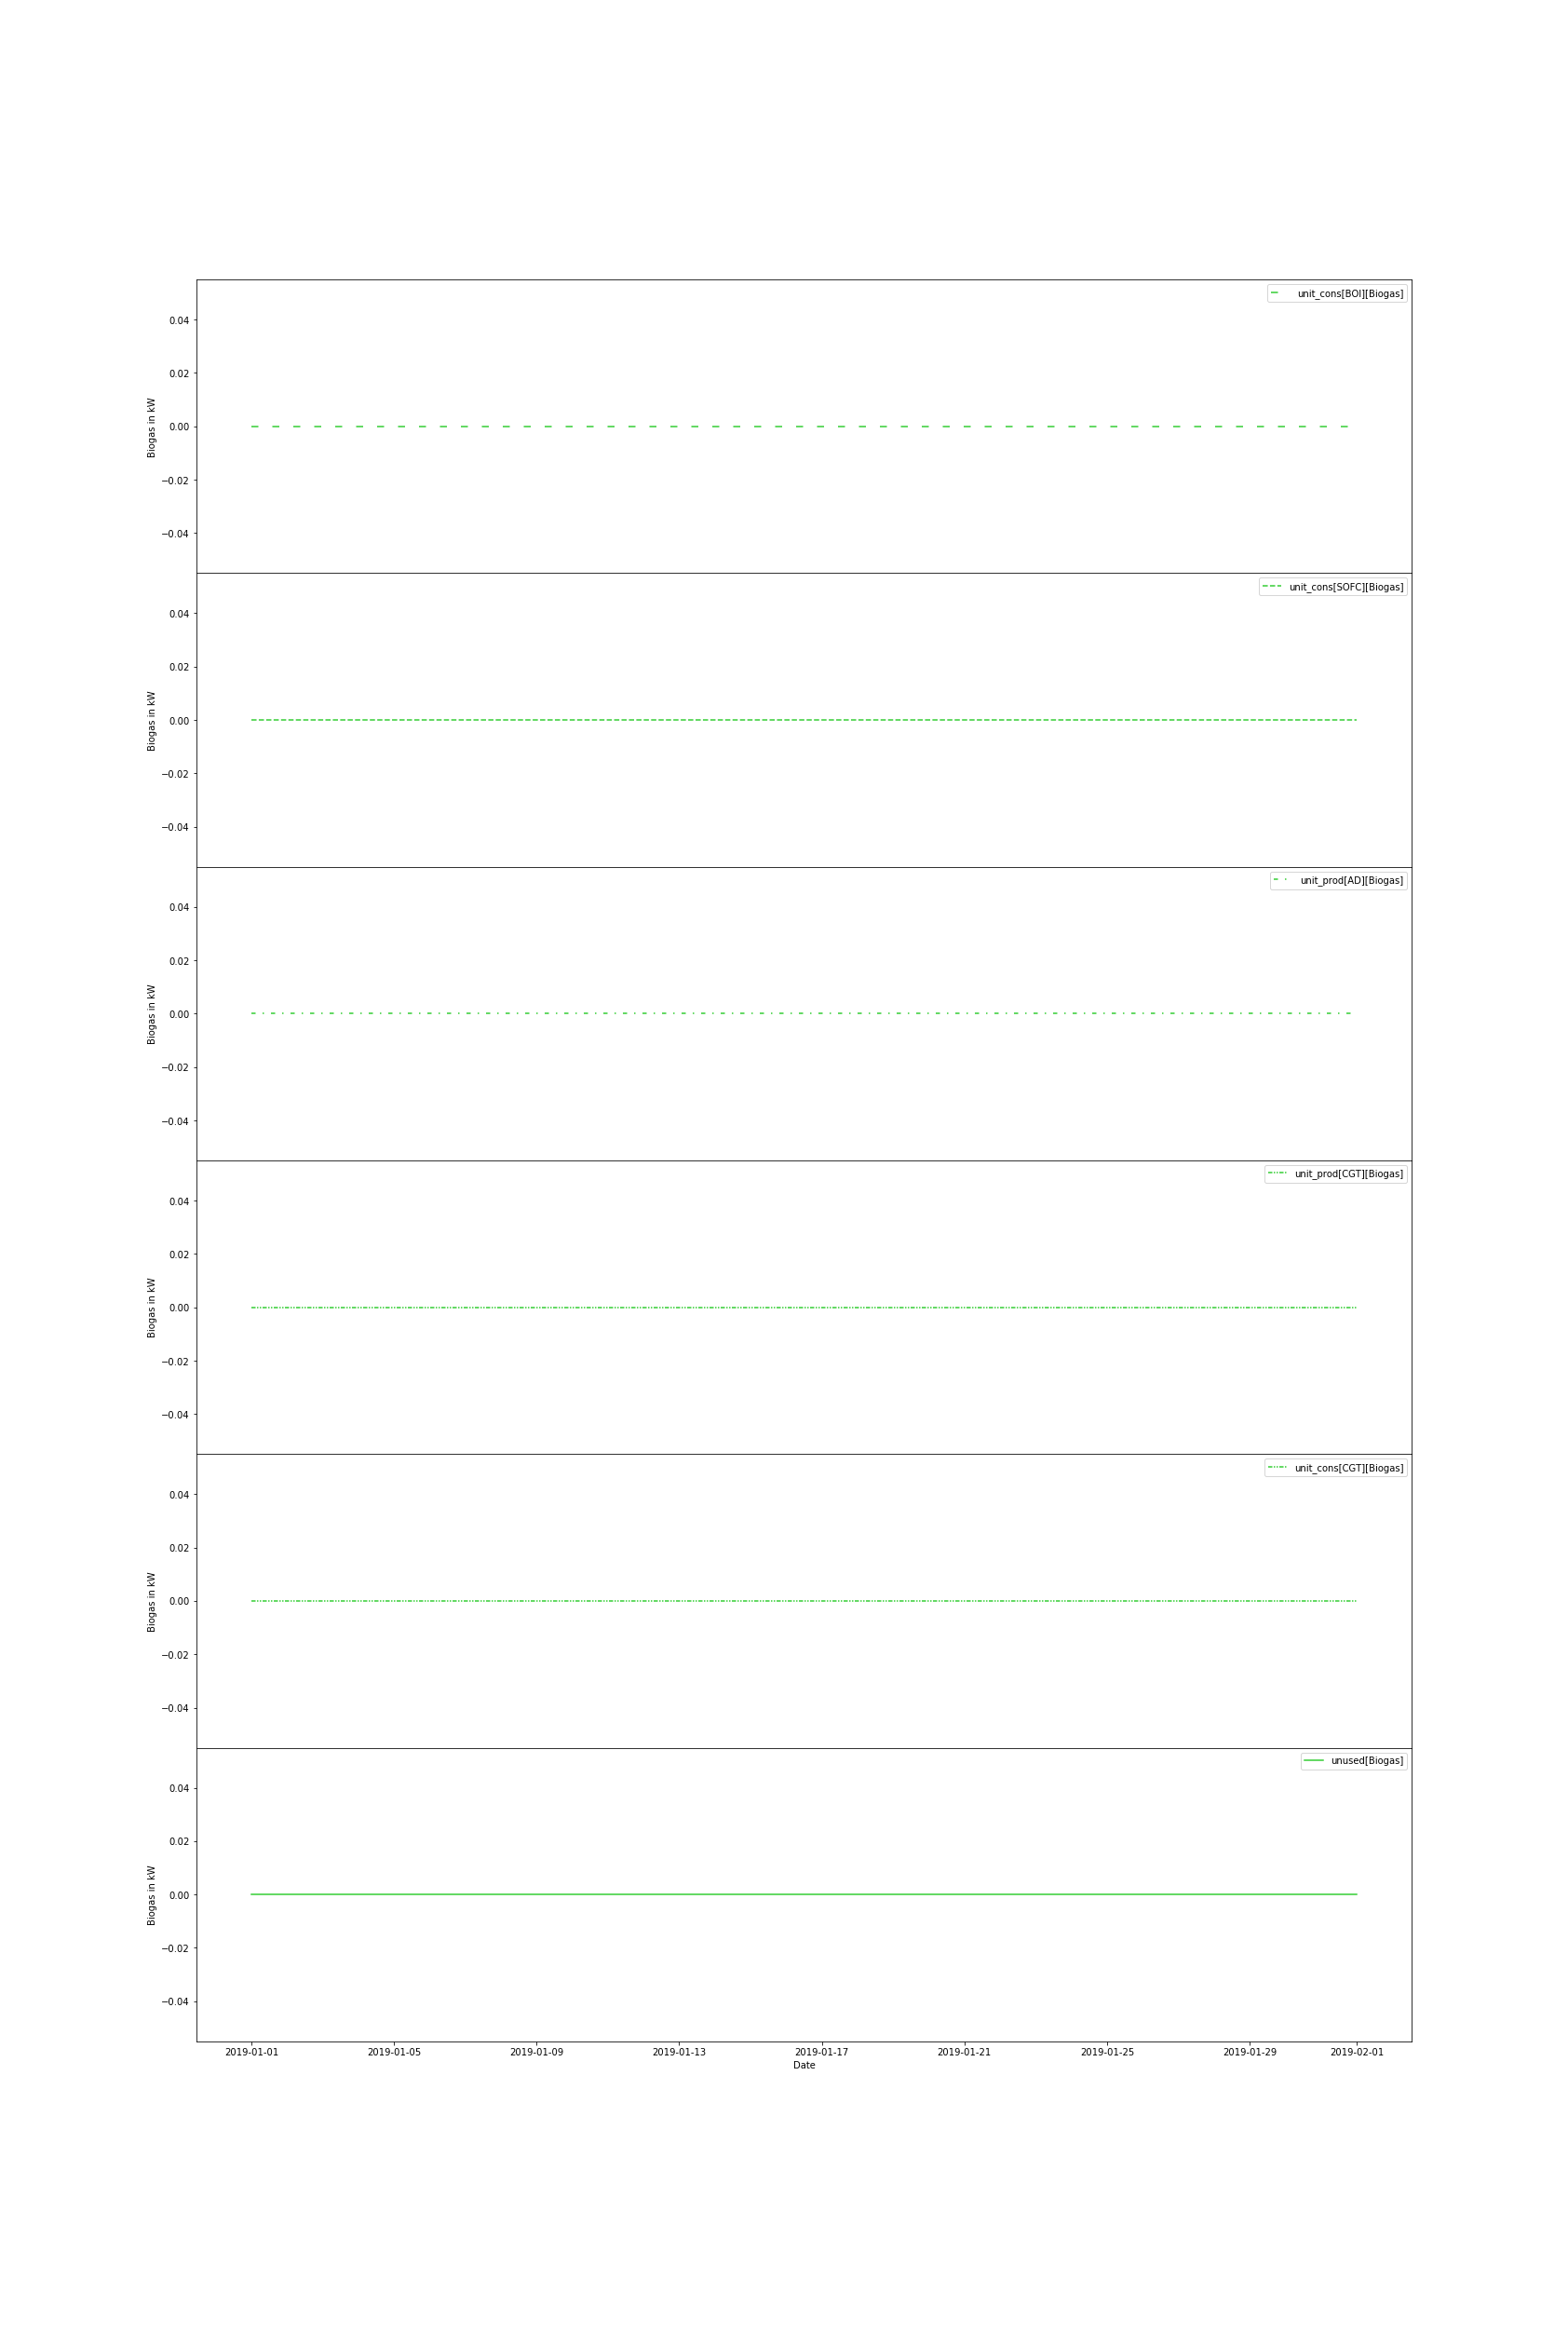 unit_cons[BOI][Biogas]
0.04
0.02
0.00
−0.02
−0.04
Biogas in kW
unit_cons[SOFC][Biogas]
0.04
0.02
0.00
−0.02
−0.04
Biogas in kW
unit_prod[AD][Biogas]
0.04
0.02
0.00
−0.02
−0.04
Biogas in kW
unit_prod[CGT][Biogas]
0.04
0.02
0.00
−0.02
−0.04
Biogas in kW
unit_cons[CGT][Biogas]
0.04
0.02
0.00
−0.02
−0.04
Biogas in kW
unused[Biogas]
0.04
0.02
0.00
−0.02
−0.04
Biogas in kW
2019-01-01 2019-01-05 2019-01-09 2019-01-13 2019-01-17 2019-01-21 2019-01-25 2019-01-29 2019-02-01
Date